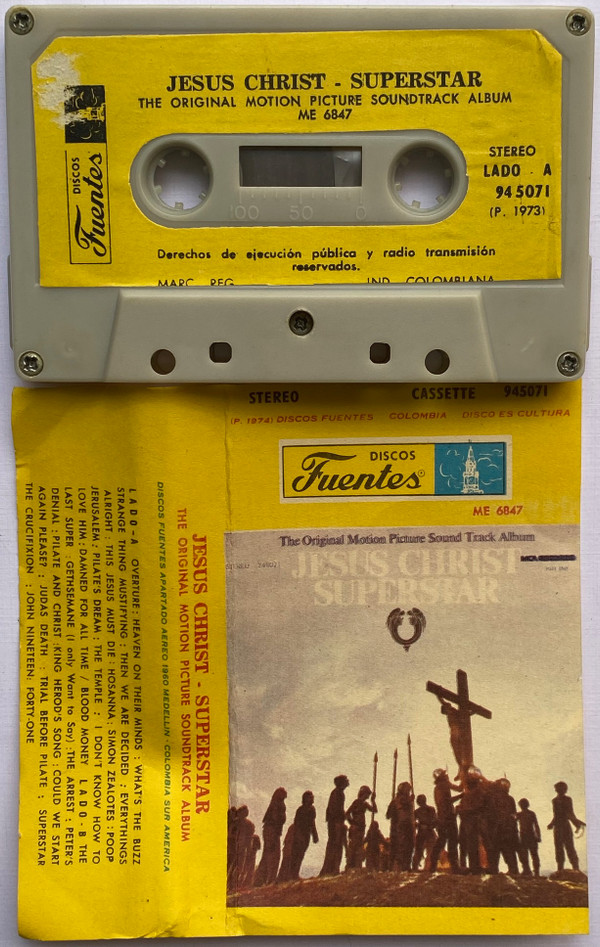 JESUS CHRIST - SUPERSTAR
THE ORIGINAL MOTION PICTURE SOUNDTRACK ALBUM
ME 6847
DISCOS
Fuentes
STEREO
LADO - A
945071
(P. 1973)
100 50 0
Derechos de ejecución pública y radio transmisión
reservados.
MARC. REG. IND. COLOMBIANA
STEREO CASSETTE 945071
(P. 1974) DISCOS FUENTES COLOMBIA DISCO ES CULTURA
DISCOS
Fuentes®
ME 6847
The Original Motion Picture Sound Track Album
JESUS CHRIST
SUPERSTAR
JESUS CHRIST - SUPERSTAR
THE ORIGINAL MOTION PICTURE SOUNDTRACK ALBUM
DISCOS FUENTES APARTADO AEREO 1960 MEDELLIN - COLOMBIA SUR AMERICA
LADO-A OVERTURE: HEAVEN ON THEIR MINDS : WHAT'S THE BUZZ
STRANGE THING MUSTIFYING : THEN WE ARE DECIDED ; EVERYTHINGS
ALRIGHT : THIS JESUS MUST DIE : HOSANNA : SIMON ZEALOTES : POOP
JERUSALEM : PILATE'S DREAM : THE TEMPLE : I DON'T KNOW HOW TO
LOVE HIM : DAMNED FOR ALL TIME / BLOOD MONEY LADO-B THE
LAST SUPER : GETHSEMANE (I only Want to Say) : THE ARREST : PETER'S
DENIAL : PILATE AND CHRIST : KING HEROD'S SONG : COULD WE START
AGAIN PLEASE? : JUDAS DEATH : TRIAL BEFORE PILATE ; SUPERSTAR
THE CRUCIFIXION : JOHN NINETEEN: FORTY-ONE